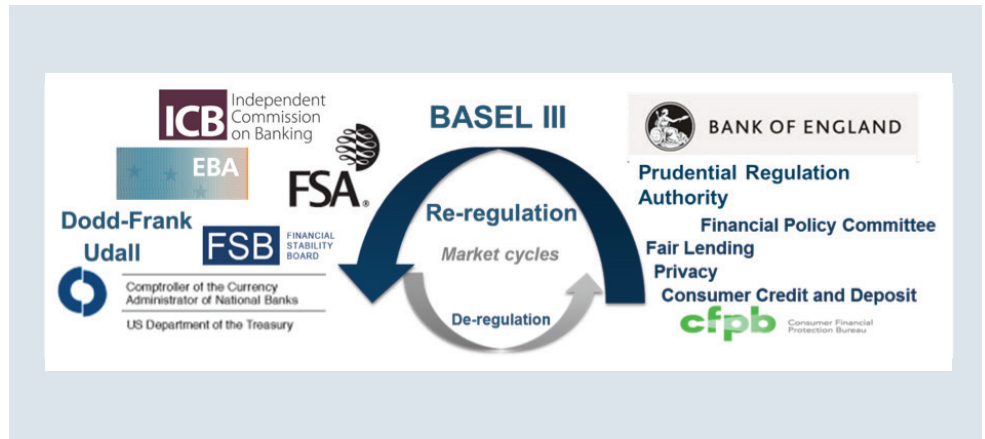 ICB Independent
Commission
on Banking
EBA
FSA®
Dodd-Frank
Udall
FSB FINANCIAL
STABILITY
BOARD
Comptroller of the Currency
Administrator of National Banks
US Department of the Treasury
BASEL III
Re-regulation
Market cycles
De-regulation
BANK OF ENGLAND
Prudential Regulation
Authority
Financial Policy Committee
Fair Lending
Privacy
Consumer Credit and Deposit
cfpb Consumer Financial
Protection Bureau